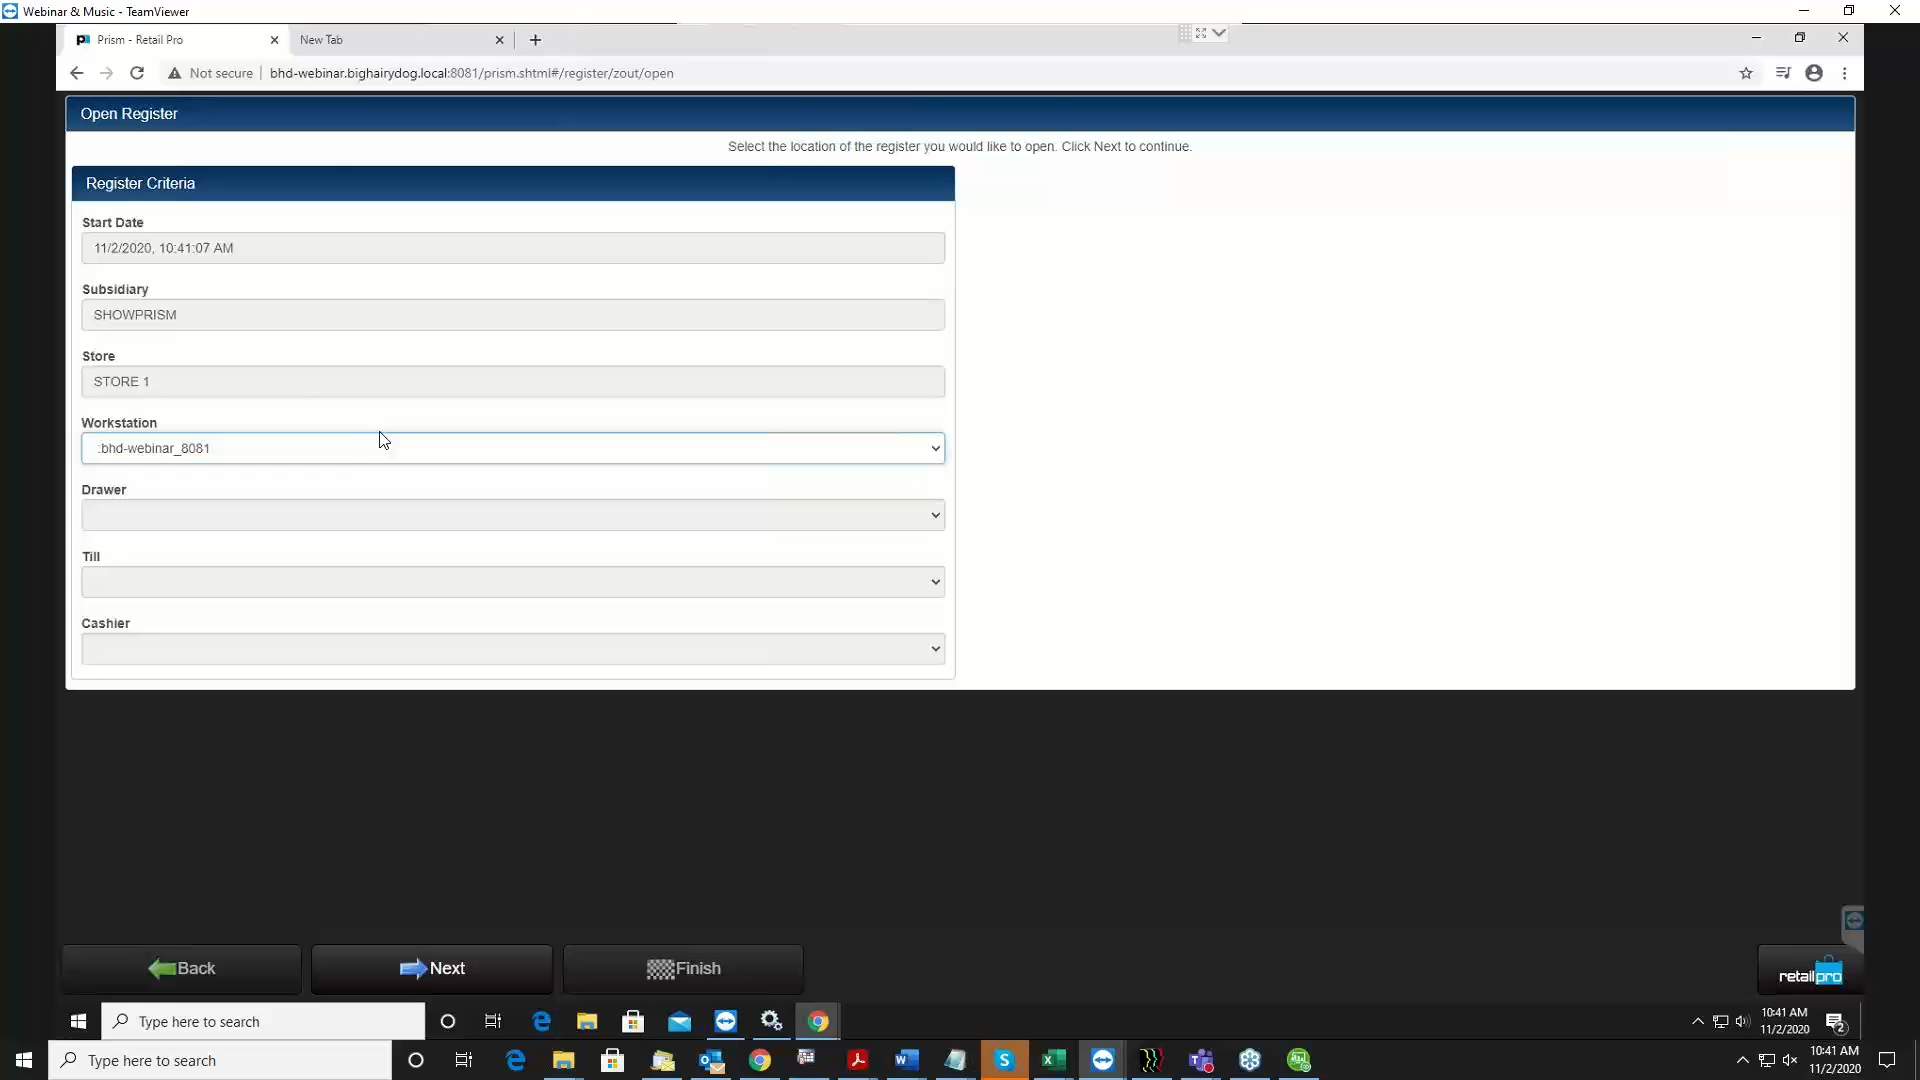 Webinar & Music - TeamViewer
Prism - Retail Pro
New Tab
Not secure
bhd-webinar.bighairydog.local:8081/prism.shtml#/register/zout/open
Open Register
Select the location of the register you would like to open. Click Next to continue.
Register Criteria
Start Date
11/2/2020, 10:41:07 AM
Subsidiary
SHOWPRISM
Store
STORE 1
Workstation
:bhd-webinar_8081
Drawer
Till
Cashier
Back
Next
Finish
retailpro
Type here to search
10:41 AM
11/2/2020
2
Type here to search
10:41 AM
11/2/2020